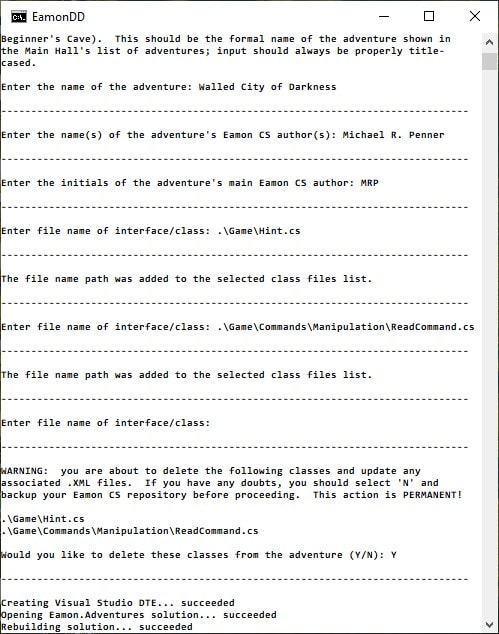 EamonDD
Beginner's Cave).  This should be the formal name of the adventure shown in
the Main Hall's list of adventures; input should always be properly title-
cased.
Enter the name of the adventure: Walled City of Darkness
------------------------------------------------------------------------------
Enter the name(s) of the adventure's Eamon CS author(s): Michael R. Penner
------------------------------------------------------------------------------
Enter the initials of the adventure's main Eamon CS author: MRP
------------------------------------------------------------------------------
Enter file name of interface/class: .\Game\Hint.cs
------------------------------------------------------------------------------
The file name path was added to the selected class files list.
------------------------------------------------------------------------------
Enter file name of interface/class: .\Game\Commands\Manipulation\ReadCommand.cs
------------------------------------------------------------------------------
The file name path was added to the selected class files list.
------------------------------------------------------------------------------
Enter file name of interface/class:
------------------------------------------------------------------------------
WARNING:  you are about to delete the following classes and update any
associated .XML files.  If you have any doubts, you should select 'N' and
backup your Eamon CS repository before proceeding.  This action is PERMANENT!
.\Game\Hint.cs
.\Game\Commands\Manipulation\ReadCommand.cs
Would you like to delete these classes from the adventure (Y/N): Y
------------------------------------------------------------------------------
Creating Visual Studio DTE... succeeded
Opening Eamon.Adventures solution... succeeded
Rebuilding solution... succeeded